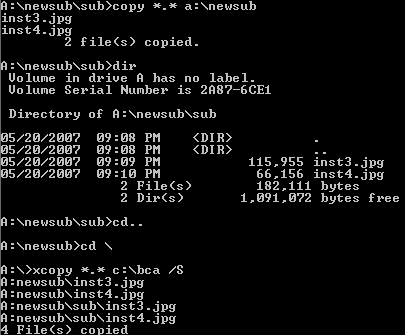 A:\newsub\sub>copy *.* a:\newsub
inst3.jpg
inst4.jpg
2 file(s) copied.
A:\newsub\sub>dir
Volume in drive A has no label.
Volume Serial Number is 2A87-6CE1
Directory of A:\newsub\sub
05/20/2007 09:08 PM <DIR> .
05/20/2007 09:08 PM <DIR> ..
05/20/2007 09:09 PM 115,955 inst3.jpg
05/20/2007 09:10 PM 66,156 inst4.jpg
2 File(s) 182,111 bytes
2 Dir(s) 1,091,072 bytes free
A:\newsub\sub>cd..
A:\newsub>cd \
A:\>xcopy *.* c:\bca /S
A:newsub\inst3.jpg
A:newsub\inst4.jpg
A:newsub\sub\inst3.jpg
A:newsub\sub\inst4.jpg
4 File(s) copied